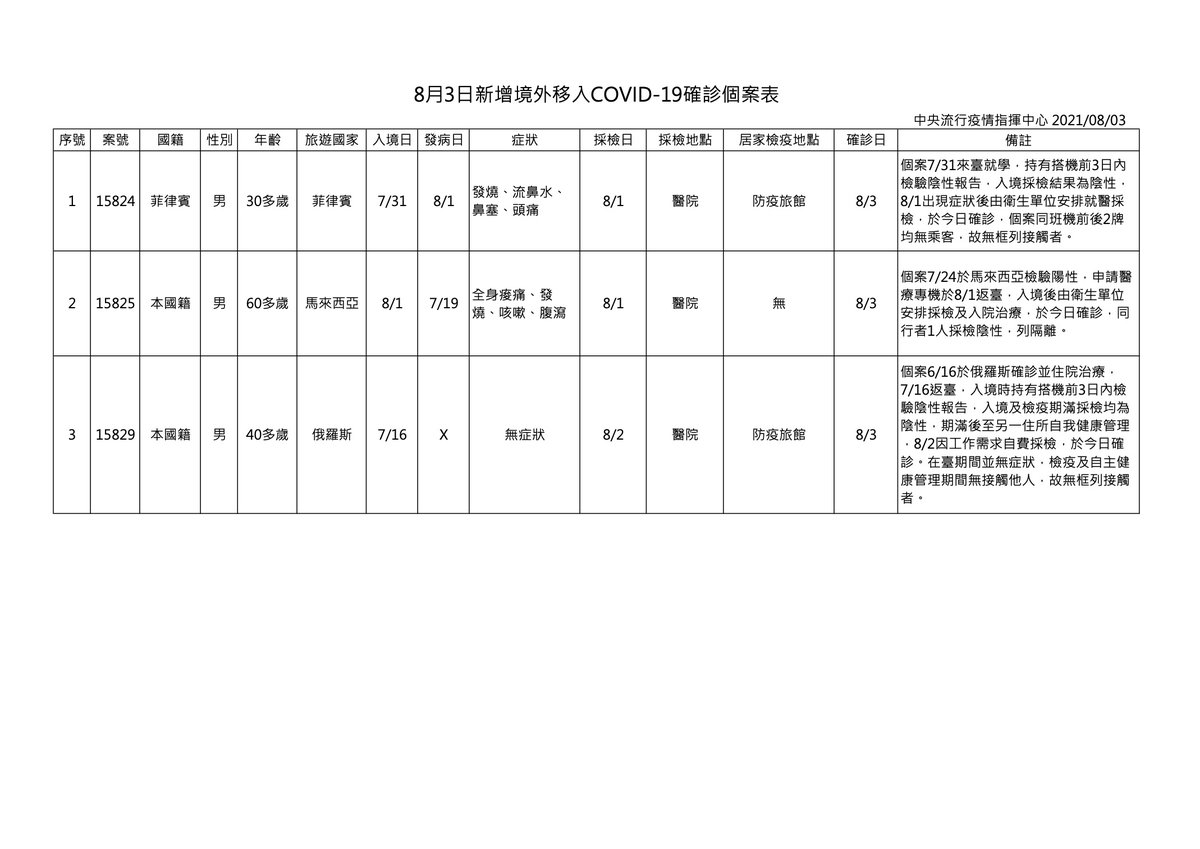 8月3日新增境外移入COVID-19確診個案表
中央流行疫情指揮中心 2021/08/03
序號 案號 國籍 性別 年齡 旅遊國家 入境日 發病日 症狀 採檢日 採檢地點 居家檢疫地點 確診日 備註
1 15824 菲律賓 男 30多歲 菲律賓 7/31 8/1
發燒、流鼻水、
鼻塞、頭痛
8/1 醫院 防疫旅館 8/3
個案7/31來臺就學，持有搭機前3日內
檢驗陰性報告，入境採檢結果為陰性，
8/1出現症狀後由衛生單位安排就醫採
檢，於今日確診，個案同班機前後2牌
均無乘客，故無框列接觸者。
2 15825 本國籍 男 60多歲 馬來西亞 8/1 7/19
全身痠痛、發
燒、咳嗽、腹瀉
8/1 醫院 無 8/3
個案7/24於馬來西亞檢驗陽性，申請醫
療專機於8/1返臺，入境後由衛生單位
安排採檢及入院治療，於今日確診，同
行者1人採檢陰性，列隔離。
3 15829 本國籍 男 40多歲 俄羅斯 7/16 X 無症狀 8/2 醫院 防疫旅館 8/3
個案6/16於俄羅斯確診並住院治療，
7/16返臺，入境時持有搭機前3日內檢
驗陰性報告，入境及檢疫期滿採檢均為
陰性，期滿後至另一住所自我健康管理
，8/2因工作需求自費採檢，於今日確
診。在臺期間並無症狀，檢疫及自主健
康管理期間無接觸他人，故無框列接觸
者。